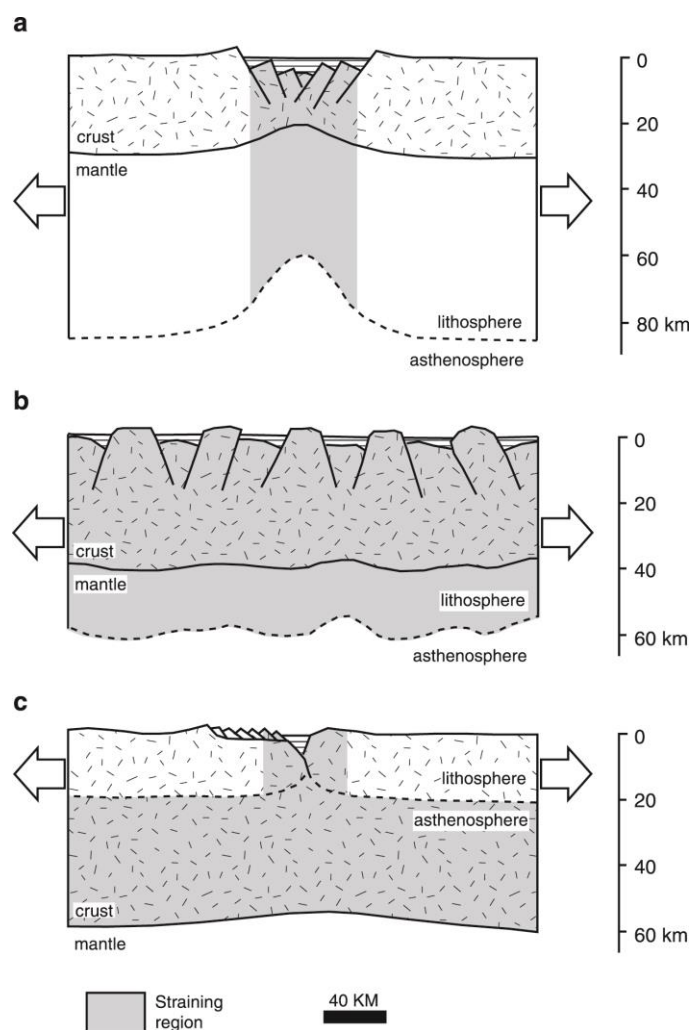 a
0
20
40
60
80 km
crust
mantle
lithosphere
asthenosphere
b
0
20
40
60 km
crust
mantle
lithosphere
asthenosphere
c
0
20
40
60 km
lithosphere
asthenosphere
crust
mantle
Straining
region
40 KM